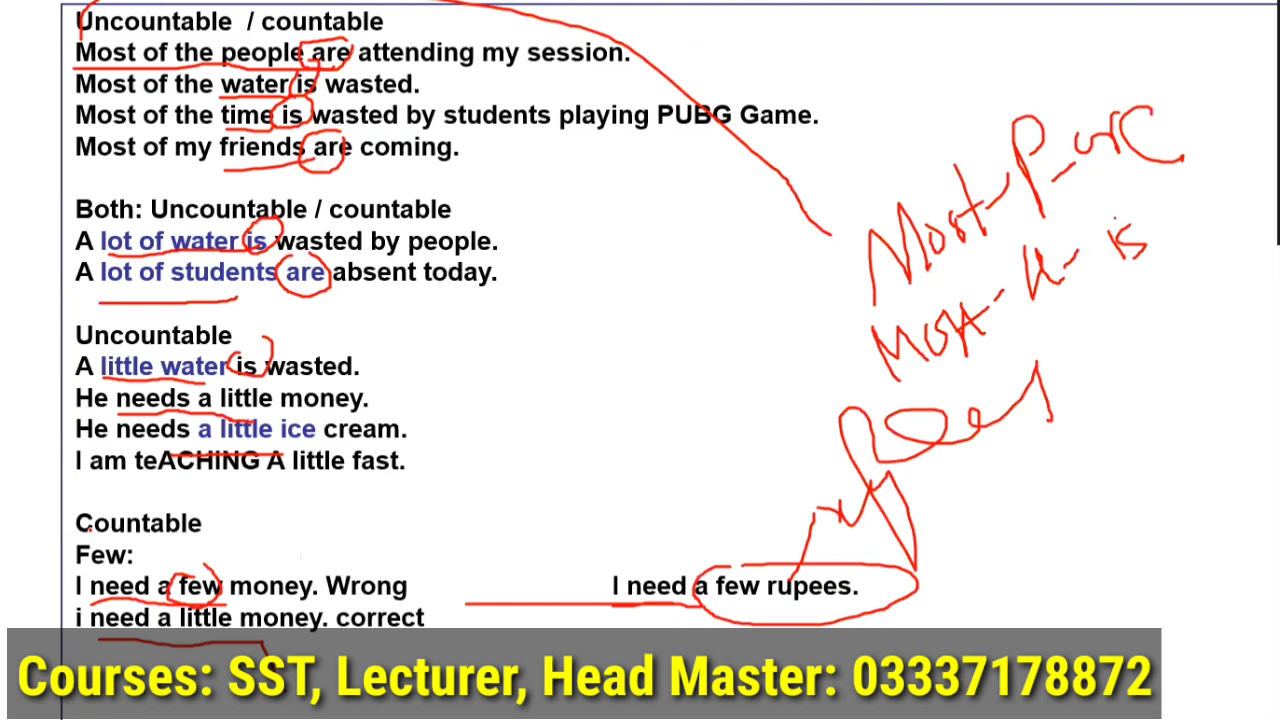 Uncountable / countable
Most of the people are attending my session.
Most of the water is wasted.
Most of the time is wasted by students playing PUBG Game.
Most of my friends are coming.
Most - P - are
Most - U - is
Both: Uncountable / countable
A lot of water is wasted by people.
A lot of students are absent today.
Uncountable
A little water is wasted.
He needs a little money.
He needs a little ice cream.
I am teACHING A little fast.
Countable
Few:
I need a few money. Wrong I need a few rupees.
i need a little money. correct
Courses: SST, Lecturer, Head Master: 03337178872